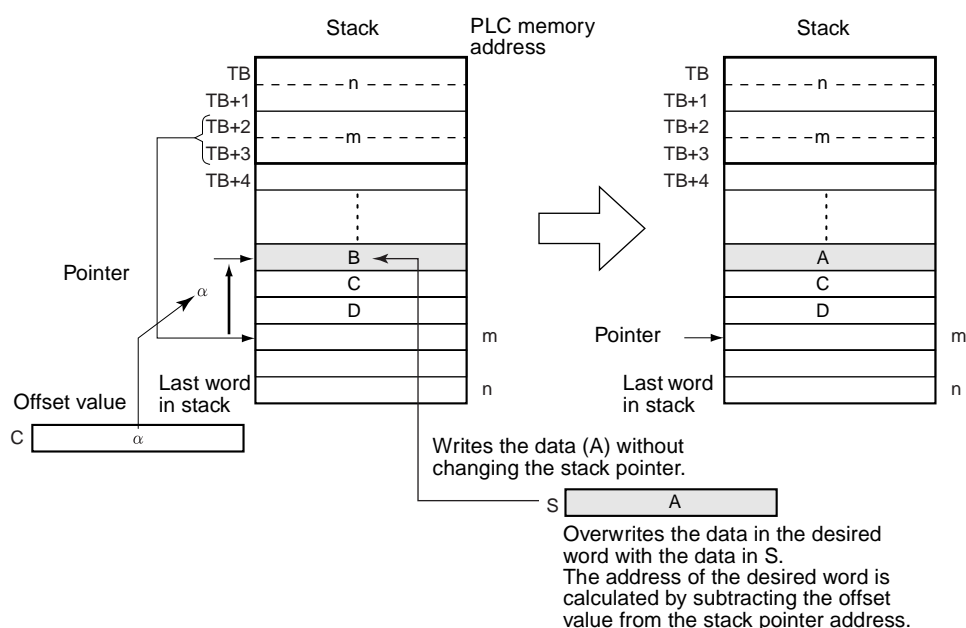 Stack
PLC memory
address
TB
n
TB+1
TB+2
m
TB+3
TB+4
B
Pointer
α
C
D
m
Last word
in stack
n
Offset value
C
α
Stack
TB
n
TB+1
TB+2
m
TB+3
TB+4
A
C
D
Pointer
m
Last word
in stack
n
Writes the data (A) without
changing the stack pointer.
S
A
Overwrites the data in the desired
word with the data in S.
The address of the desired word is
calculated by subtracting the offset
value from the stack pointer address.